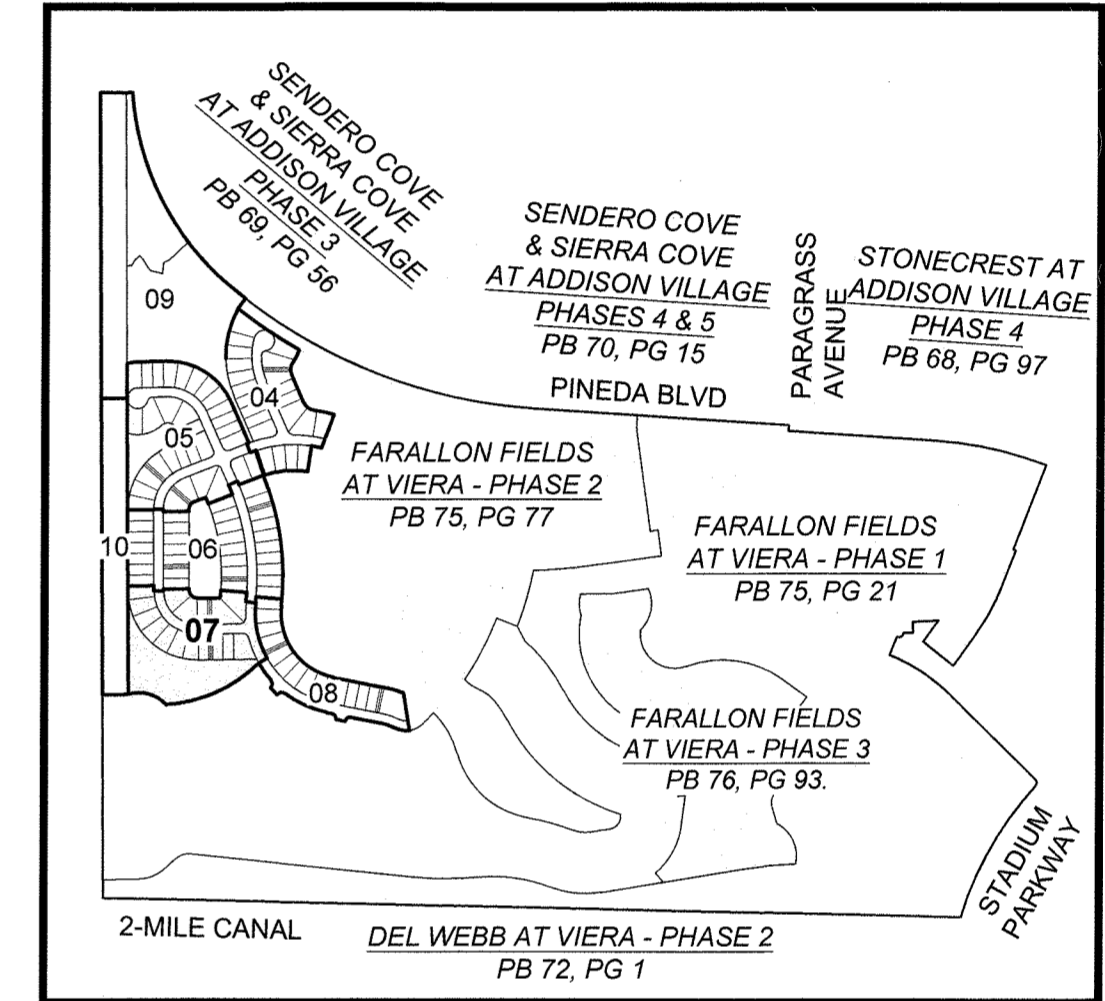 SENDERO COVE
& SIERRA COVE
AT ADDISON VILLAGE
PHASE 3
PB 69, PG 56
SENDERO COVE
& SIERRA COVE
AT ADDISON VILLAGE
PHASES 4 & 5
PB 70, PG 15
PARAGRASS
AVENUE
STONECREST AT
ADDISON VILLAGE
PHASE 4
PB 68, PG 97
PINEDA BLVD
09
04
05
10
06
07
08
FARALLON FIELDS
AT VIERA - PHASE 2
PB 75, PG 77
FARALLON FIELDS
AT VIERA - PHASE 1
PB 75, PG 21
FARALLON FIELDS
AT VIERA - PHASE 3
PB 76, PG 93.
STADIUM
PARKWAY
2-MILE CANAL
DEL WEBB AT VIERA - PHASE 2
PB 72, PG 1